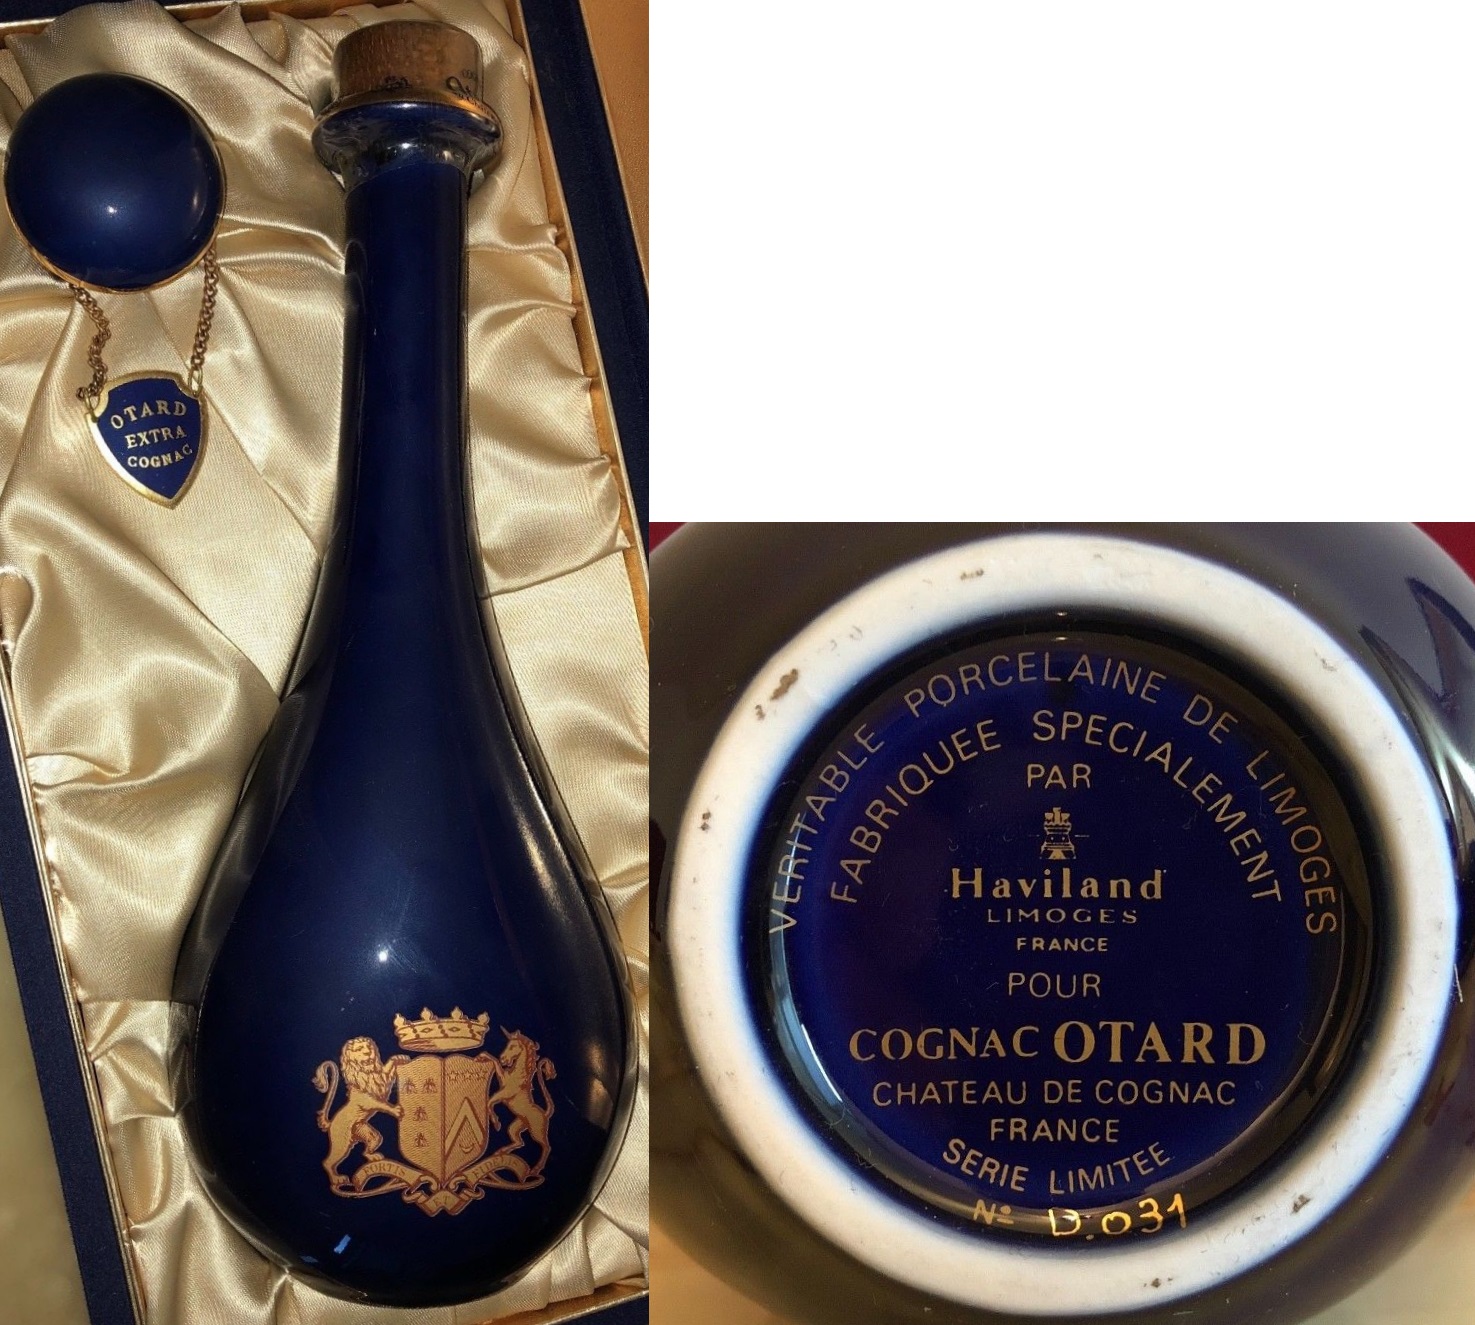 OTARD
EXTRA
COGNAC
FORTIS
VERITABLE PORCELAINE DE LIMOGES
FABRIQUEE SPECIALEMENT
PAR
Haviland
LIMOGES
FRANCE
POUR
COGNAC OTARD
CHATEAU DE COGNAC
FRANCE
SERIE LIMITEE
Nº D.031